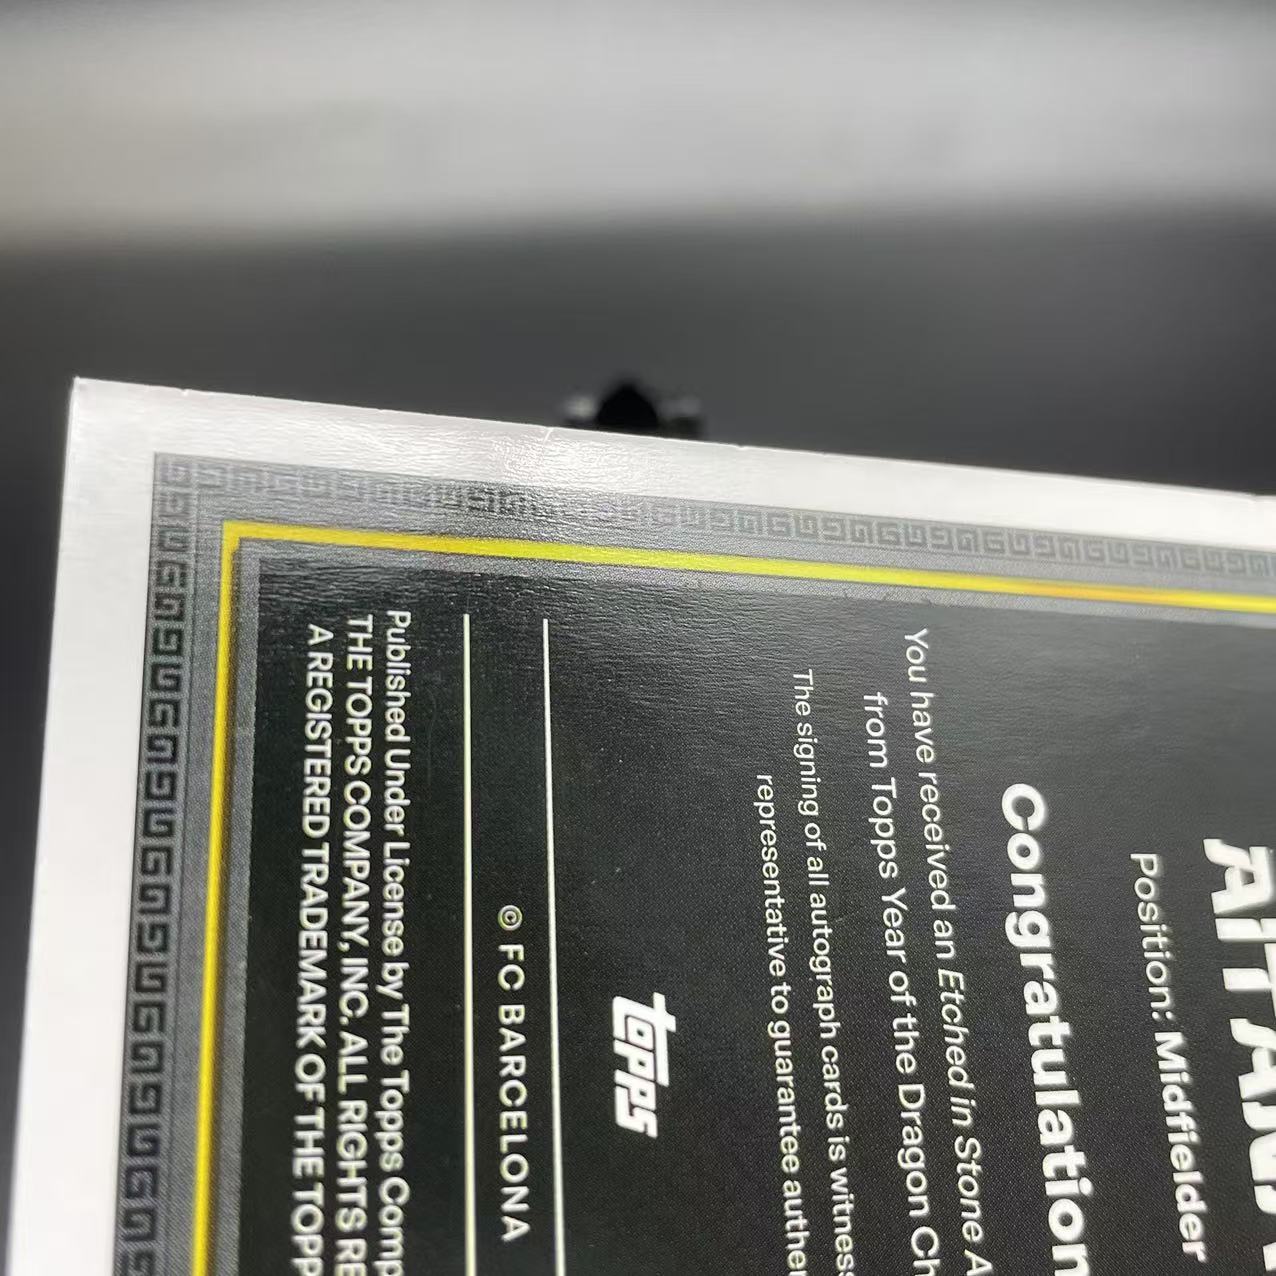 Position: Midfielder
Congratulation
You have received an Etched in Stone A
from Topps Year of the Dragon Ch
The signing of all autograph cards is witness
representative to guarantee authen
topps
© FC BARCELONA
Published Under License by The Topps Comp
THE TOPPS COMPANY, INC. ALL RIGHTS RE
A REGISTERED TRADEMARK OF THE TOPP